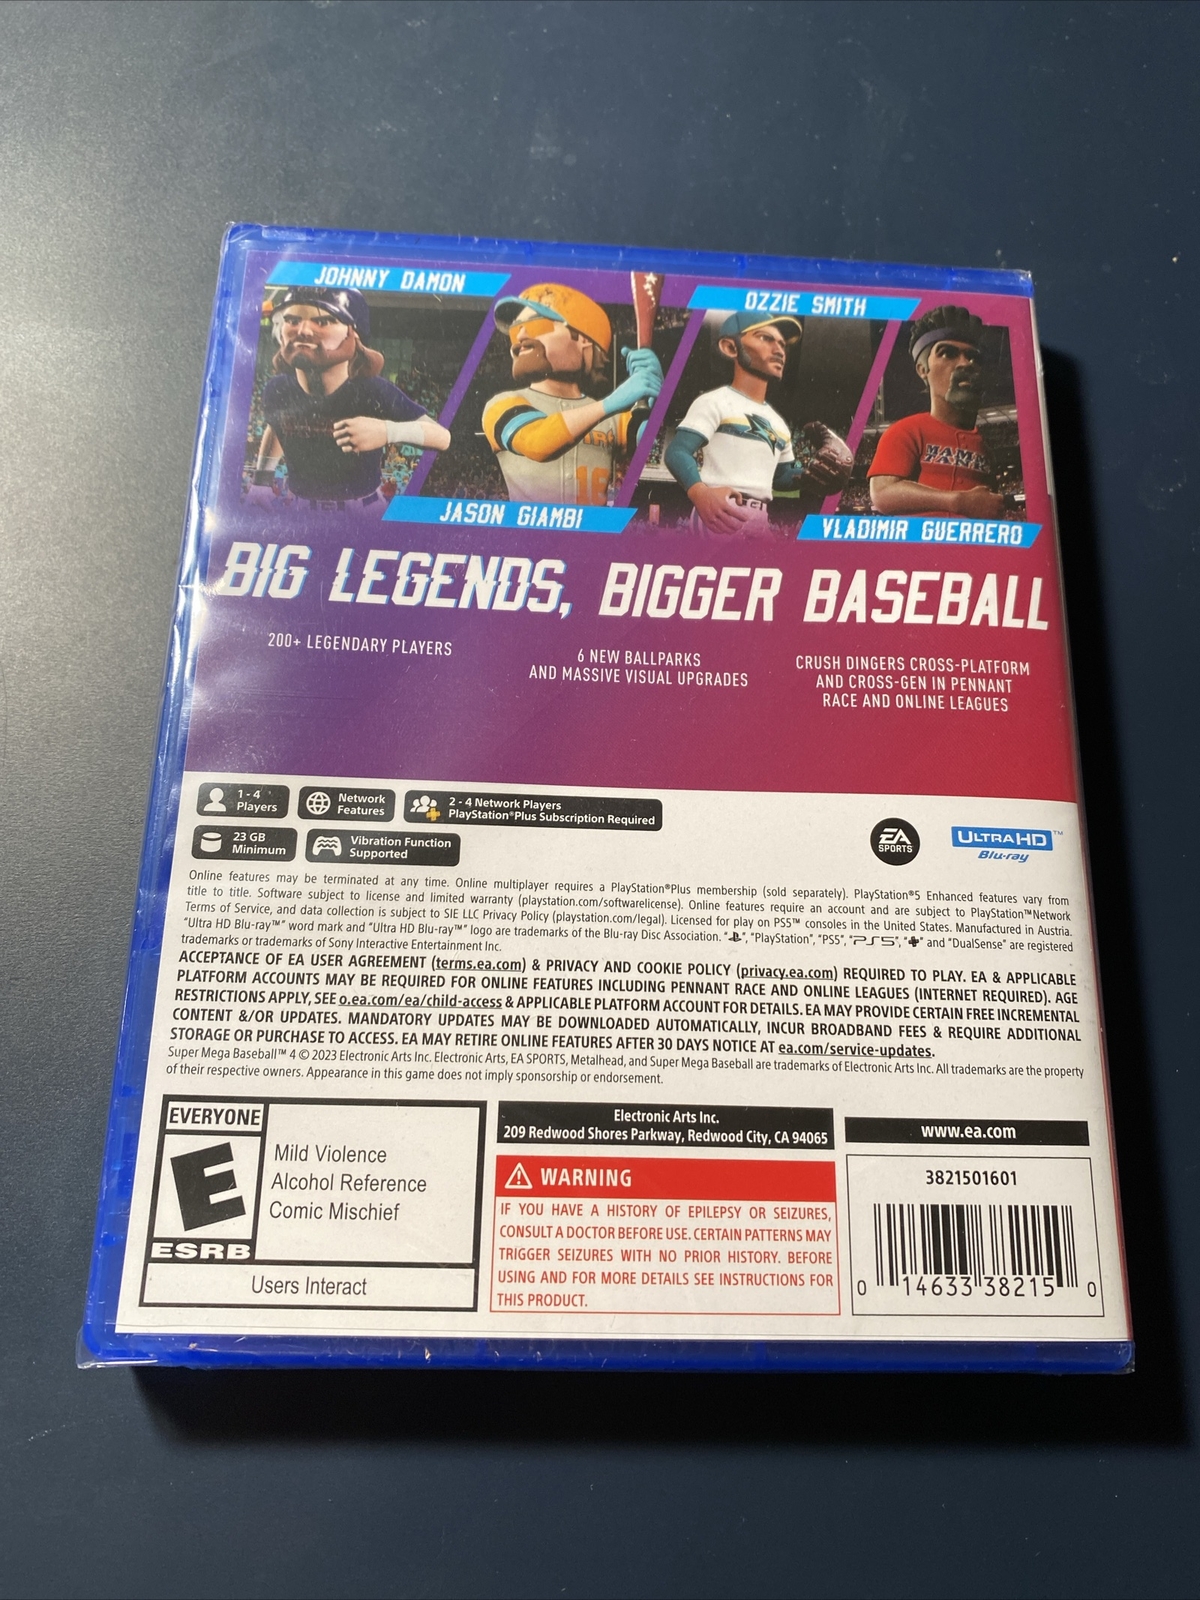 JOHNNY DAMON
OZZIE SMITH
JASON GIAMBI
VLADIMIR GUERRERO
16
BIG LEGENDS, BIGGER BASEBALL
200+ LEGENDARY PLAYERS
6 NEW BALLPARKS
AND MASSIVE VISUAL UPGRADES
CRUSH DINGERS CROSS-PLATFORM
AND CROSS-GEN IN PENNANT
RACE AND ONLINE LEAGUES
1 - 4
Players
Network
Features
2 - 4 Network Players
PlayStation®Plus Subscription Required
23 GB
Minimum
Vibration Function
Supported
EA
SPORTS™
ULTRA HD™
Blu-ray
Online features may be terminated at any time. Online multiplayer requires a PlayStation®Plus membership (sold separately). PlayStation®5 Enhanced features vary from
title to title. Software subject to license and limited warranty (playstation.com/softwarelicense). Online features require an account and are subject to PlayStation™Network
Terms of Service, and data collection is subject to SIE LLC Privacy Policy (playstation.com/legal). Licensed for play on PS5™ consoles in the United States. Manufactured in Austria.
"Ultra HD Blu-ray™" word mark and "Ultra HD Blu-ray™" logo are trademarks of the Blu-ray Disc Association. "", "PlayStation", "PS5", "PS5", "" and "DualSense" are registered
trademarks or trademarks of Sony Interactive Entertainment Inc.
ACCEPTANCE OF EA USER AGREEMENT (terms.ea.com) & PRIVACY AND COOKIE POLICY (privacy.ea.com) REQUIRED TO PLAY. EA & APPLICABLE
PLATFORM ACCOUNTS MAY BE REQUIRED FOR ONLINE FEATURES INCLUDING PENNANT RACE AND ONLINE LEAGUES (INTERNET REQUIRED). AGE
RESTRICTIONS APPLY, SEE o.ea.com/ea/child-access & APPLICABLE PLATFORM ACCOUNT FOR DETAILS. EA MAY PROVIDE CERTAIN FREE INCREMENTAL
CONTENT &/OR UPDATES. MANDATORY UPDATES MAY BE DOWNLOADED AUTOMATICALLY, INCUR BROADBAND FEES & REQUIRE ADDITIONAL
STORAGE OR PURCHASE TO ACCESS. EA MAY RETIRE ONLINE FEATURES AFTER 30 DAYS NOTICE AT ea.com/service-updates.
Super Mega Baseball™ 4 © 2023 Electronic Arts Inc. Electronic Arts, EA SPORTS, Metalhead, and Super Mega Baseball are trademarks of Electronic Arts Inc. All trademarks are the property
of their respective owners. Appearance in this game does not imply sponsorship or endorsement.
EVERYONE
E
ESRB
Mild Violence
Alcohol Reference
Comic Mischief
Users Interact
Electronic Arts Inc.
209 Redwood Shores Parkway, Redwood City, CA 94065
WARNING
IF YOU HAVE A HISTORY OF EPILEPSY OR SEIZURES,
CONSULT A DOCTOR BEFORE USE. CERTAIN PATTERNS MAY
TRIGGER SEIZURES WITH NO PRIOR HISTORY. BEFORE
USING AND FOR MORE DETAILS SEE INSTRUCTIONS FOR
THIS PRODUCT.
www.ea.com
3821501601
0 14633 38215 0